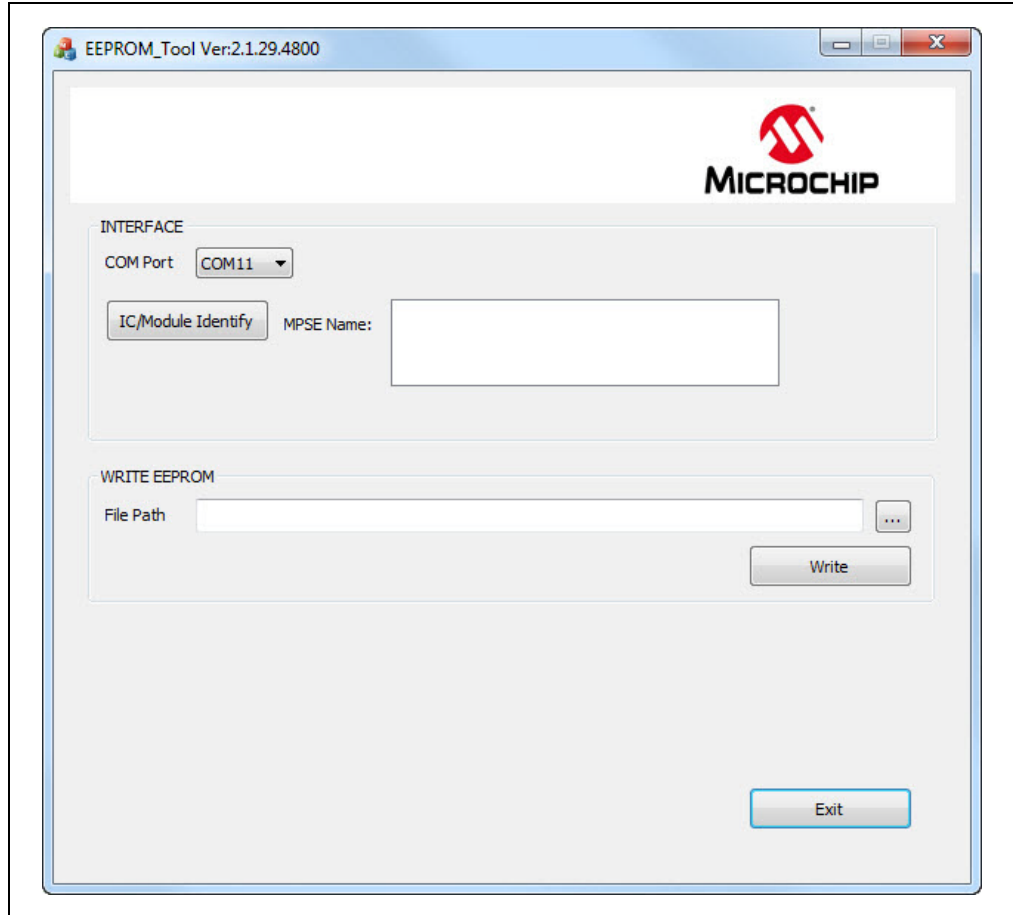 EEPROM_Tool Ver:2.1.29.4800
MICROCHIP
INTERFACE
COM Port COM11
IC/Module Identify MPSE Name:
WRITE EEPROM
File Path ...
Write
Exit